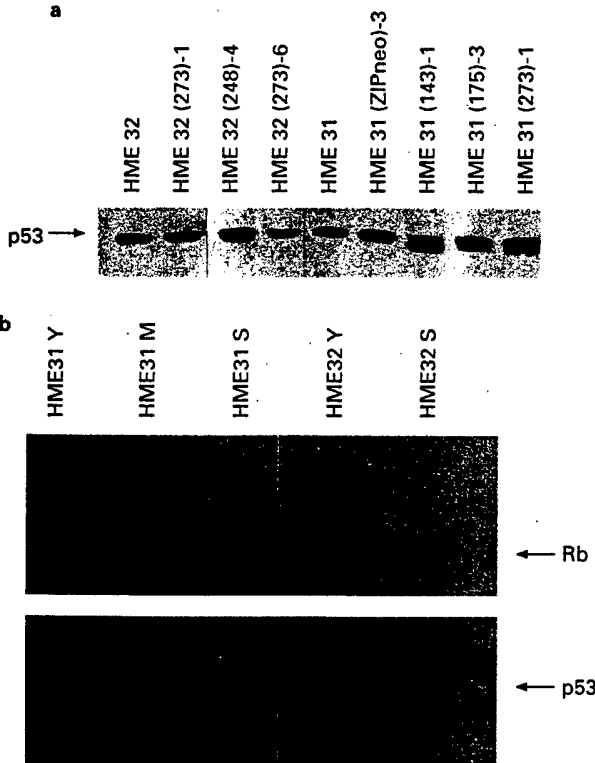 a
HME 32
HME 32 (273)-1
HME 32 (248)-4
HME 32 (273)-6
HME 31
HME 31 (ZIPneo)-3
HME 31 (143)-1
HME 31 (175)-3
HME 31 (273)-1
p53
b
HME31 Y
HME31 M
HME31 S
HME32 Y
HME32 S
Rb
p53